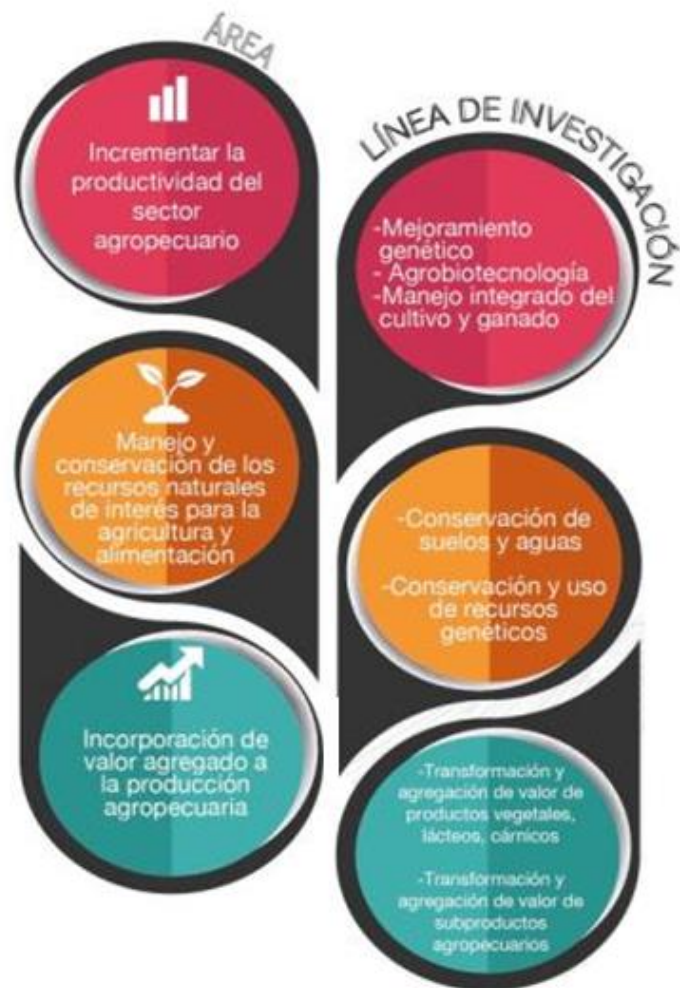 ÁREA
Incrementar la
productividad del
sector
agropecuario
Manejo y
conservación de los
recursos naturales
de interés para la
agricultura y
alimentación
Incorporación de
valor agregado a
la producción
agropecuaria
LÍNEA DE INVESTIGACIÓN
-Mejoramiento
genético
- Agrobiotecnología
-Manejo integrado del
cultivo y ganado
-Conservación de
suelos y aguas
-Conservación y uso
de recursos
genéticos
-Transformación y
agregación de valor de
productos vegetales,
lácteos, cárnicos
-Transformación y
agregación de valor de
subproductos
agropecuarios